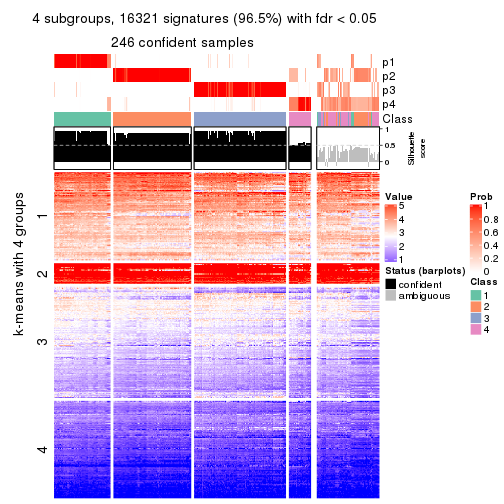 4 subgroups, 16321 signatures (96.5%) with fdr < 0.05
246 confident samples
p1
p2
p3
p4
Class
1
0.5
0
Silhouette
score
k-means with 4 groups
1
2
3
4
Value
5
4
3
2
1
Status (barplots)
confident
ambiguous
Prob
1
0.8
0.6
0.4
0.2
0
Class
1
2
3
4